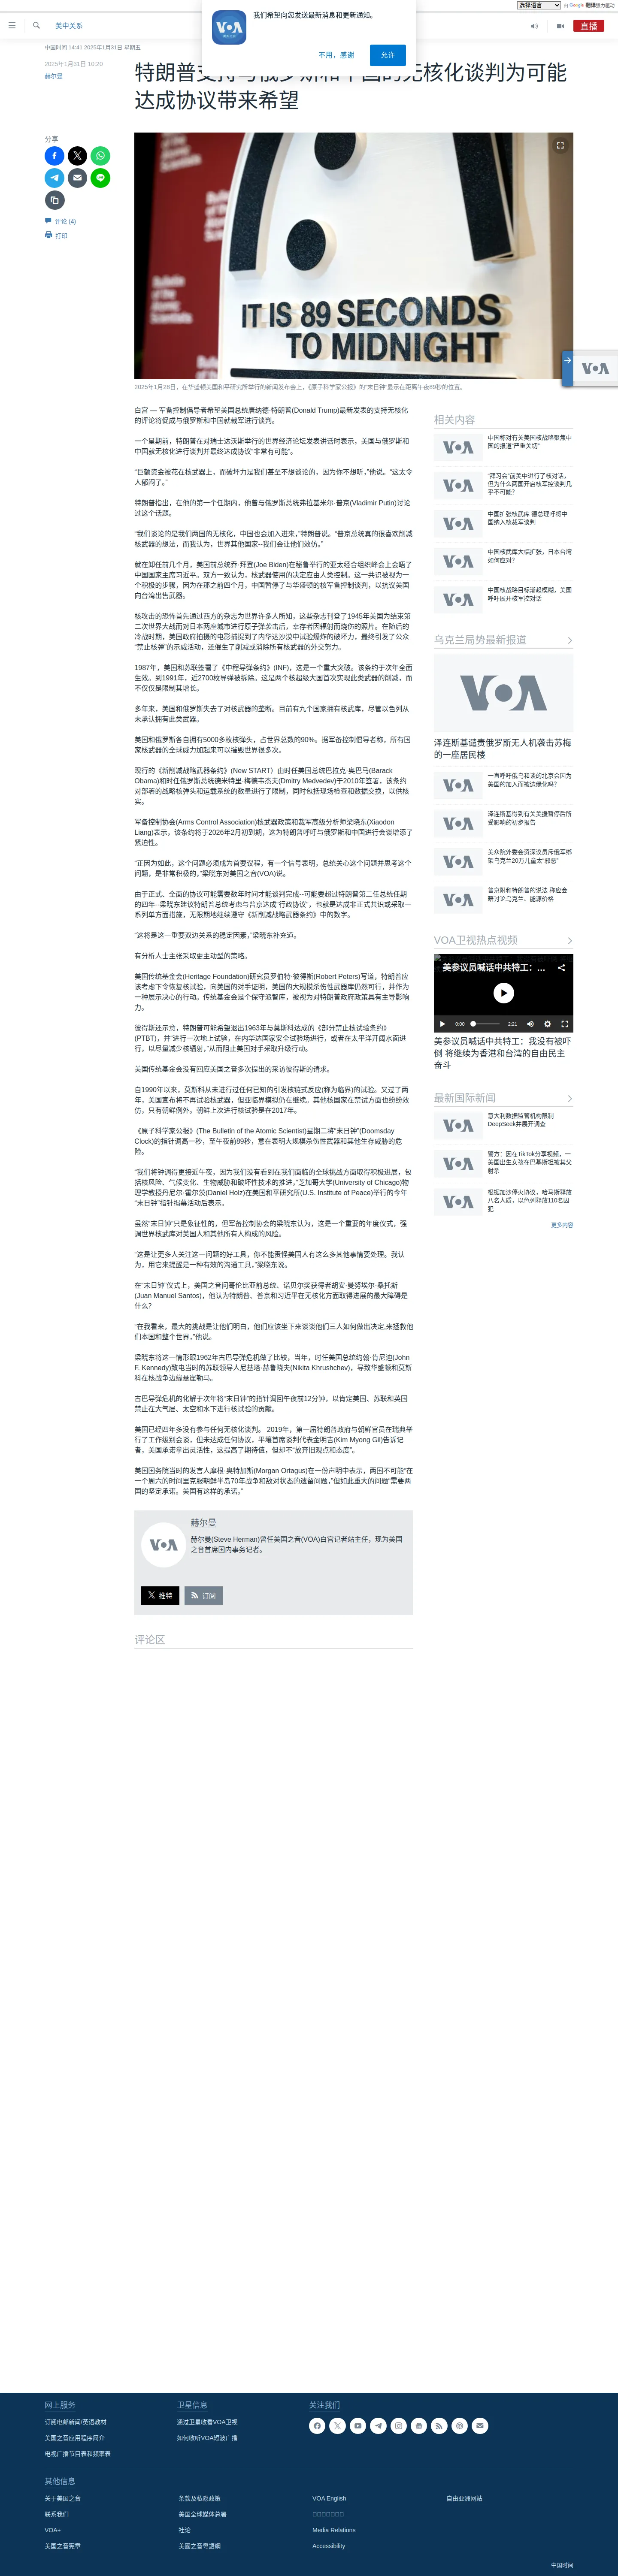 选择语言
由 Google 翻译强力驱动
美中关系
直播
VOA
我们希望向您发送最新消息和更新通知。
不用，感谢
允许
中国时间 14:41 2025年1月31日 星期五
2025年1月31日 10:20
赫尔曼
特朗普支持与俄罗斯和中国的无核化谈判为可能
达成协议带来希望
分享
评论 (4)
打印
Bulletin of the Atomic Scientists
IT IS 89 SECONDS
TO MIDNIGHT
2025年1月28日，在华盛顿美国和平研究所举行的新闻发布会上，《原子科学家公报》的“末日钟”显示在距离午夜89秒的位置。
白宫 — 军备控制倡导者希望美国总统唐纳德·特朗普(Donald Trump)最新发表的支持无核化
的评论将促成与俄罗斯和中国就裁军进行谈判。
一个星期前，特朗普在对瑞士达沃斯举行的世界经济论坛发表讲话时表示，美国与俄罗斯和
中国就无核化进行谈判并最终达成协议“非常有可能”。
“巨额资金被花在核武器上，而破坏力是我们甚至不想谈论的，因为你不想听，”他说。“这太令
人郁闷了。”
特朗普指出，在他的第一个任期内，他曾与俄罗斯总统弗拉基米尔·普京(Vladimir Putin)讨论
过这个话题。
“我们谈论的是我们两国的无核化，中国也会加入进来，”特朗普说。“普京总统真的很喜欢削减
核武器的想法，而我认为，世界其他国家--我们会让他们效仿。”
就在卸任前几个月，美国前总统乔·拜登(Joe Biden)在秘鲁举行的亚太经合组织峰会上会晤了
中国国家主席习近平。双方一致认为，核武器使用的决定应由人类控制。这一共识被视为一
个积极的步骤，因为在那之前四个月，中国暂停了与华盛顿的核军备控制谈判，以抗议美国
向台湾出售武器。
核攻击的恐怖首先通过西方的杂志为世界许多人所知，这些杂志刊登了1945年美国为结束第
二次世界大战而对日本两座城市进行原子弹袭击后，幸存者因辐射而烧伤的照片。在随后的
冷战时期，美国政府拍摄的电影捕捉到了内华达沙漠中试验爆炸的破坏力，最终引发了公众
“禁止核弹”的示威活动，还催生了削减或消除所有核武器的外交努力。
1987年，美国和苏联签署了《中程导弹条约》(INF)，这是一个重大突破。该条约于次年全面
生效。到1991年，近2700枚导弹被拆除。这是两个核超级大国首次实现此类武器的削减，而
不仅仅是限制其增长。
多年来，美国和俄罗斯失去了对核武器的垄断。目前有九个国家拥有核武库，尽管以色列从
未承认拥有此类武器。
美国和俄罗斯各自拥有5000多枚核弹头，占世界总数的90%。据军备控制倡导者称，所有国
家核武器的全球威力加起来可以摧毁世界很多次。
现行的《新削减战略武器条约》(New START）由时任美国总统巴拉克·奥巴马(Barack
Obama)和时任俄罗斯总统德米特里·梅德韦杰夫(Dmitry Medvedev)于2010年签署，该条约
对部署的战略核弹头和运载系统的数量进行了限制，同时包括现场检查和数据交换，以供核
实。
军备控制协会(Arms Control Association)核武器政策和裁军高级分析师梁晓东(Xiaodon
Liang)表示，该条约将于2026年2月初到期，这为特朗普呼吁与俄罗斯和中国进行会谈增添了
紧迫性。
“正因为如此，这个问题必须成为首要议程，有一个信号表明，总统关心这个问题并思考这个
问题，是非常积极的，”梁晓东对美国之音(VOA)说。
由于正式、全面的协议可能需要数年时间才能谈判完成--可能要超过特朗普第二任总统任期
的四年--梁晓东建议特朗普总统考虑与普京达成“行政协议”，也就是达成非正式共识或采取一
系列单方面措施，无限期地继续遵守《新削减战略武器条约》中的数字。
“这将是这一重要双边关系的稳定因素，”梁晓东补充道。
有分析人士主张采取更主动型的策略。
美国传统基金会(Heritage Foundation)研究员罗伯特·彼得斯(Robert Peters)写道，特朗普应
该考虑下令恢复核试验，向美国的对手证明，美国的大规模杀伤性武器库仍然可行，并作为
一种展示决心的行动。传统基金会是个保守派智库，被视为对特朗普政府政策具有主导影响
力。
彼得斯还示意，特朗普可能希望退出1963年与莫斯科达成的《部分禁止核试验条约》
(PTBT)，并“进行一次地上试验，在内华达国家安全试验场进行，或者在太平洋开阔水面进
行，以尽量减少核辐射，”从而阻止美国对手采取升级行动。
美国传统基金会没有回应美国之音多次提出的采访彼得斯的请求。
自1990年以来，莫斯科从未进行过任何已知的引发核链式反应(称为临界)的试验。又过了两
年，美国宣布将不再试验核武器，但亚临界模拟仍在继续。其他核国家在禁试方面也纷纷效
仿，只有朝鲜例外。朝鲜上次进行核试验是在2017年。
《原子科学家公报》(The Bulletin of the Atomic Scientist)星期二将“末日钟”(Doomsday
Clock)的指针调高一秒，至午夜前89秒，意在表明大规模杀伤性武器和其他生存威胁的危
险。
“我们将钟调得更接近午夜，因为我们没有看到在我们面临的全球挑战方面取得积极进展，包
括核风险、气候变化、生物威胁和破坏性技术的推进，”芝加哥大学(University of Chicago)物
理学教授丹尼尔·霍尔茨(Daniel Holz)在美国和平研究所(U.S. Institute of Peace)举行的今年
“末日钟”指针揭幕活动后表示。
虽然“末日钟”只是象征性的，但军备控制协会的梁晓东认为，这是一个重要的年度仪式，强
调世界核武库对美国人和其他所有人构成的风险。
“这是让更多人关注这一问题的好工具，你不能责怪美国人有这么多其他事情要处理。我认
为，用它来提醒是一种有效的沟通工具，”梁晓东说。
在“末日钟”仪式上，美国之音问哥伦比亚前总统、诺贝尔奖获得者胡安·曼努埃尔·桑托斯
(Juan Manuel Santos)，他认为特朗普、普京和习近平在无核化方面取得进展的最大障碍是
什么？
“在我看来，最大的挑战是让他们明白，他们应该坐下来谈谈他们三人如何做出决定,来拯救他
们本国和整个世界，”他说。
梁晓东将这一情形跟1962年古巴导弹危机做了比较，当年，时任美国总统约翰·肯尼迪(John
F. Kennedy)致电当时的苏联领导人尼基塔·赫鲁晓夫(Nikita Khrushchev)，导致华盛顿和莫斯
科在核战争边缘悬崖勒马。
古巴导弹危机的化解于次年将“末日钟”的指针调回午夜前12分钟，以肯定美国、苏联和英国
禁止在大气层、太空和水下进行核试验的贡献。
美国已经四年多没有参与任何无核化谈判。 2019年，第一届特朗普政府与朝鲜官员在瑞典举
行了工作级别会谈，但未达成任何协议，平壤首席谈判代表金明吉(Kim Myong Gil)告诉记
者，美国承诺拿出灵活性，这提高了期待值，但却不“放弃旧观点和态度”。
美国国务院当时的发言人摩根·奥特加斯(Morgan Ortagus)在一份声明中表示，两国不可能“在
一个周六的时间里克服朝鲜半岛70年战争和敌对状态的遗留问题，”但如此重大的问题“需要两
国的坚定承诺。美国有这样的承诺。”
赫尔曼
VOA
赫尔曼(Steve Herman)曾任美国之音(VOA)白宫记者站主任，现为美国
之音首席国内事务记者。
推特
订阅
评论区
相关内容
中国称对有关美国核战略聚焦中
国的报道“严重关切”
“拜习会”前美中进行了核对话，
但为什么两国开启核军控谈判几
乎不可能？
中国扩张核武库 德总理吁将中
国纳入核裁军谈判
中国核武库大幅扩张，日本台湾
如何应对？
中国核战略目标渐趋模糊，美国
呼吁展开核军控对话
乌克兰局势最新报道
VOA
泽连斯基谴责俄罗斯无人机袭击苏梅
的一座居民楼
一直呼吁俄乌和谈的北京会因为
美国的加入而被边缘化吗？
泽连斯基得到有关美援暂停后所
受影响的初步报告
美众院外委会资深议员斥俄军绑
架乌克兰20万儿童太“邪恶”
普京附和特朗普的说法 称应会
晤讨论乌克兰、能源价格
VOA卫视热点视频
美参议员喊话中共特工：...
0:00
2:21
美参议员喊话中共特工：我没有被吓
倒 将继续为香港和台湾的自由民主
奋斗
最新国际新闻
意大利数据监管机构限制
DeepSeek并展开调查
警方：因在TikTok分享视频，一
美国出生女孩在巴基斯坦被其父
射杀
根据加沙停火协议，哈马斯释放
八名人质，以色列释放110名囚
犯
更多内容
网上服务
订阅电邮新闻/英语教材
美国之音应用程序简介
电视广播节目表和频率表
卫星信息
通过卫星收看VOA卫视
如何收听VOA短波广播
关注我们
其他信息
关于美国之音
条款及私隐政策
VOA English
自由亚洲网站
联系我们
美国全球媒体总署
VOA+
社论
Media Relations
美国之音宪章
美國之音粵語網
Accessibility
中国时间